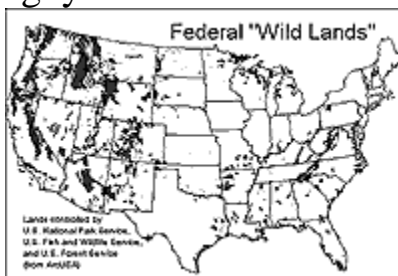 Federal "Wild Lands"
Lands controlled by
U.S. National Park Service,
U.S. Fish and Wildlife Service,
and U.S. Forest Service
(from ArcUSA)